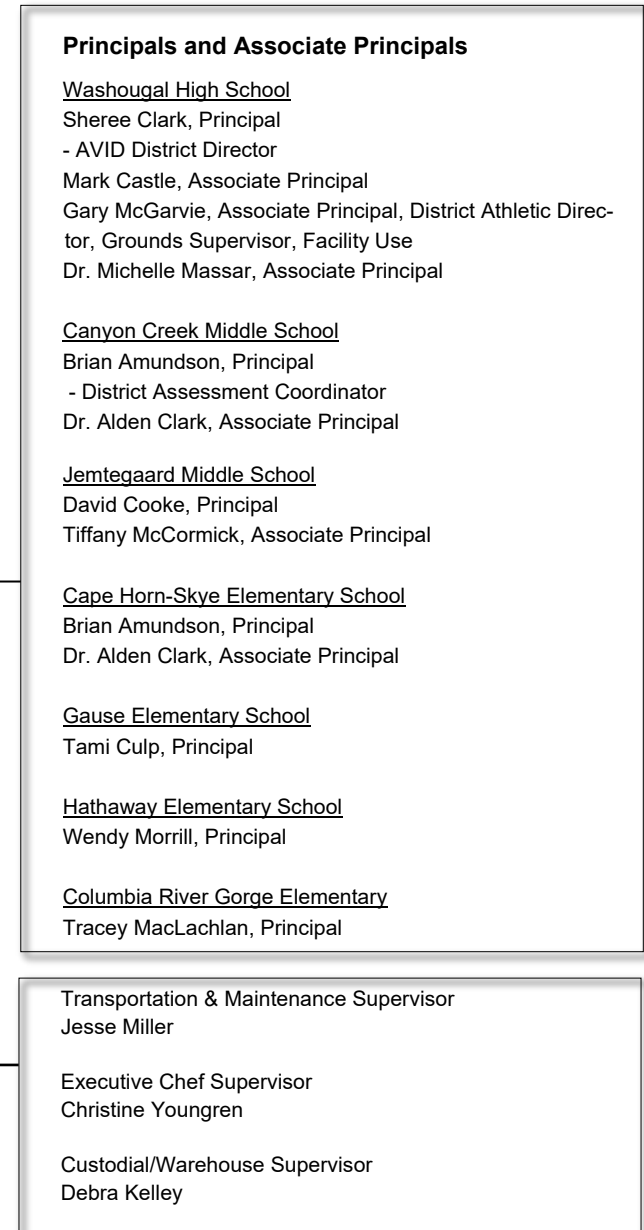 Principals and Associate Principals
Washougal High School
Sheree Clark, Principal
- AVID District Director
Mark Castle, Associate Principal
Gary McGarvie, Associate Principal, District Athletic Direc-
tor, Grounds Supervisor, Facility Use
Dr. Michelle Massar, Associate Principal
Canyon Creek Middle School
Brian Amundson, Principal
- District Assessment Coordinator
Dr. Alden Clark, Associate Principal
Jemtegaard Middle School
David Cooke, Principal
Tiffany McCormick, Associate Principal
Cape Horn-Skye Elementary School
Brian Amundson, Principal
Dr. Alden Clark, Associate Principal
Gause Elementary School
Tami Culp, Principal
Hathaway Elementary School
Wendy Morrill, Principal
Columbia River Gorge Elementary
Tracey MacLachlan, Principal
Transportation & Maintenance Supervisor
Jesse Miller
Executive Chef Supervisor
Christine Youngren
Custodial/Warehouse Supervisor
Debra Kelley